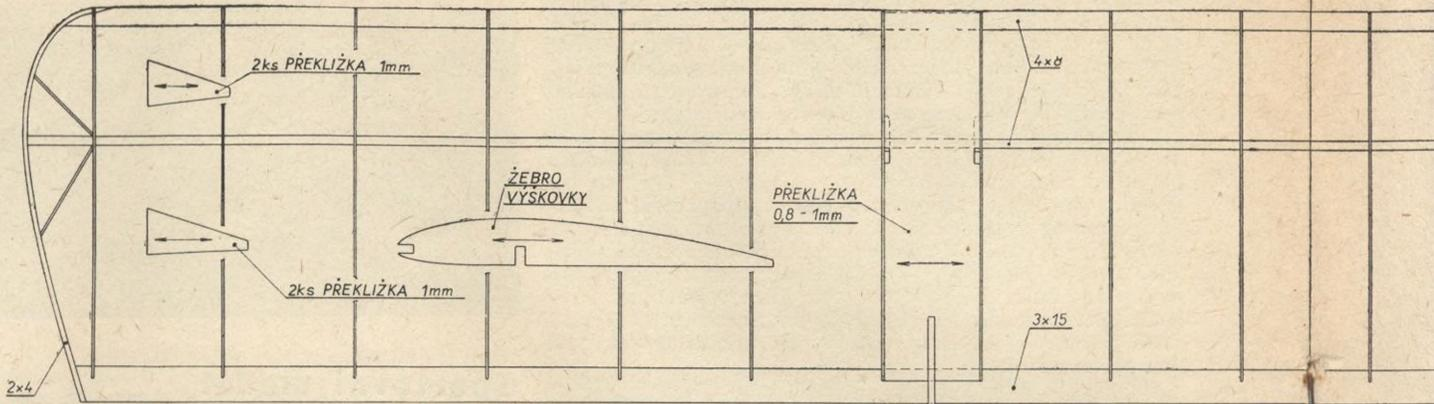 2ks PŘEKLIŽKA 1mm
4×8
ŽEBRO
VÝŠKOVKY
PŘEKLIŽKA
0,8 - 1mm
2ks PŘEKLIŽKA 1mm
3×15
2×4